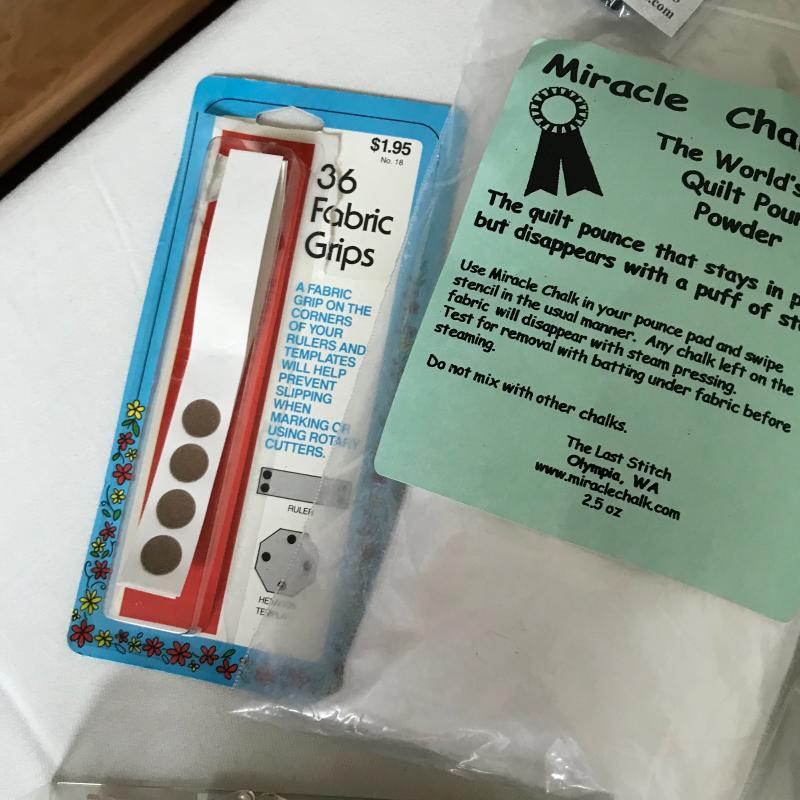 .com
$1.95
No. 18
36
Fabric
Grips
A FABRIC
GRIP ON THE
CORNERS
OF YOUR
RULERS AND
TEMPLATES
WILL HELP
PREVENT
SLIPPING
WHEN
MARKING OR
USING ROTARY
CUTTERS.
RULER
Miracle
The World's
Quilt
Powder
The quilt pounce that stays in
but disappears with a puff of
Use Miracle Chalk in your pounce pad and swipe
stencil in the usual manner. Any chalk left on the
fabric will disappear with steam pressing.
Test for removal with batting under fabric before
steaming.
Do not mix with other chalks.
The Last Stitch
Olympia, WA
www.miraclechalk.com
2.5 oz